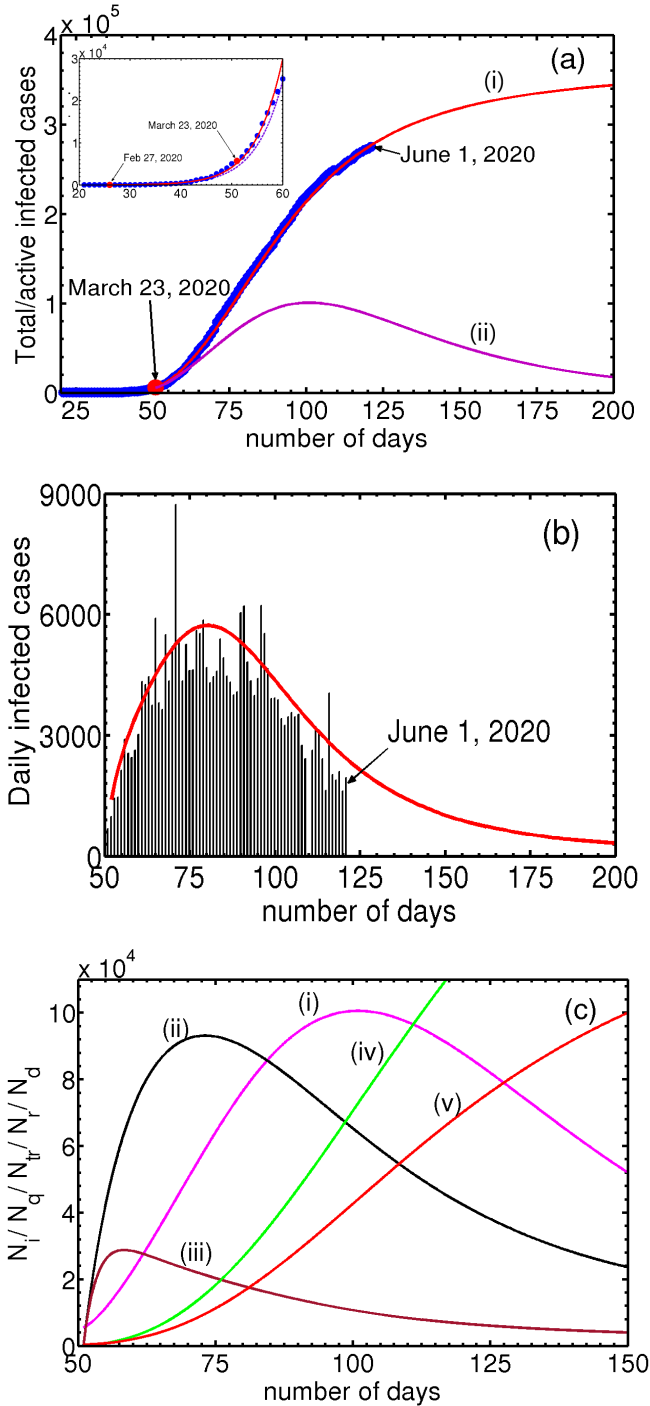 x 10^5
Total/active infected cases
4
3
2
1
0
(a)
(i)
x 10^4
3
2
1
0
March 23, 2020
Feb 27, 2020
20 30 40 50 60
June 1, 2020
March 23, 2020
(ii)
25 50 75 100 125 150 175 200
number of days
Daily infected cases
9000
6000
3000
0
(b)
June 1, 2020
50 75 100 125 150 175 200
number of days
x 10^4
N_i/ N_q / N_tr / N_r / N_d
10
8
6
4
2
0
(c)
(i)
(ii)
(iv)
(v)
(iii)
50 75 100 125 150
number of days